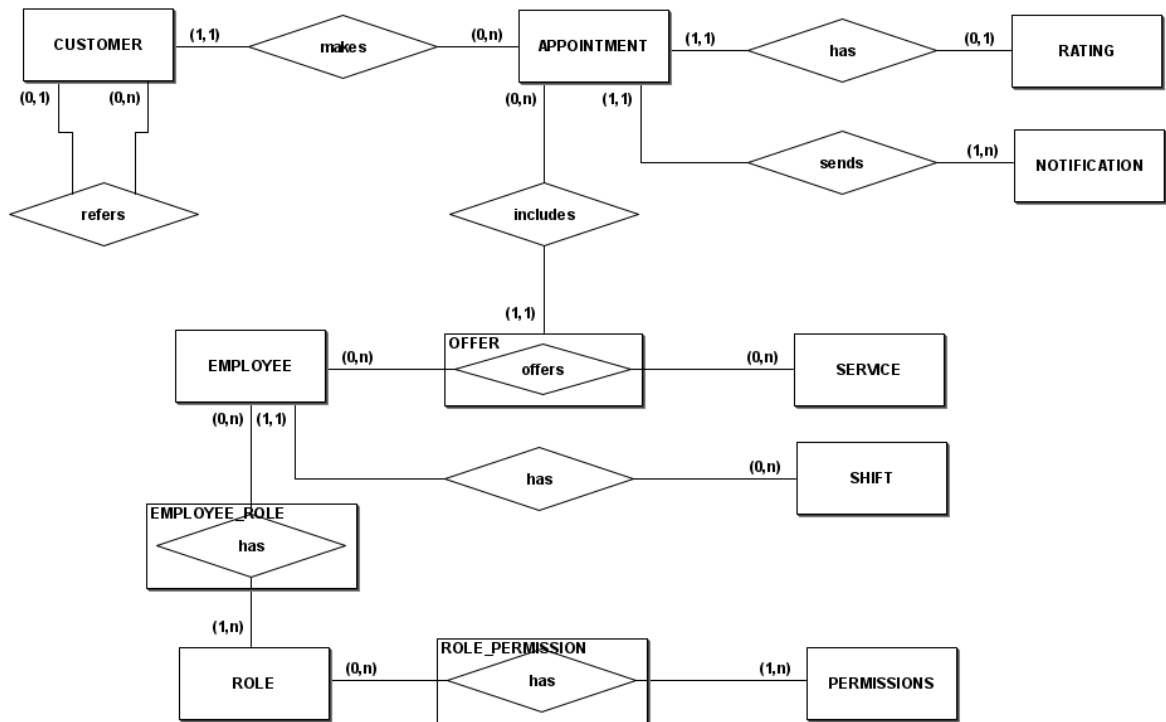 CUSTOMER
(1,1)
makes
(0,n)
APPOINTMENT
(1,1)
has
(0,1)
RATING
(0,1)
(0,n)
(0,n)
(1,1)
sends
(1,n)
NOTIFICATION
refers
includes
(1,1)
OFFER
EMPLOYEE
(0,n)
offers
(0,n)
SERVICE
(0,n)
(1,1)
has
(0,n)
SHIFT
EMPLOYEE_ROLE
has
(1,n)
ROLE_PERMISSION
ROLE
(0,n)
has
(1,n)
PERMISSIONS